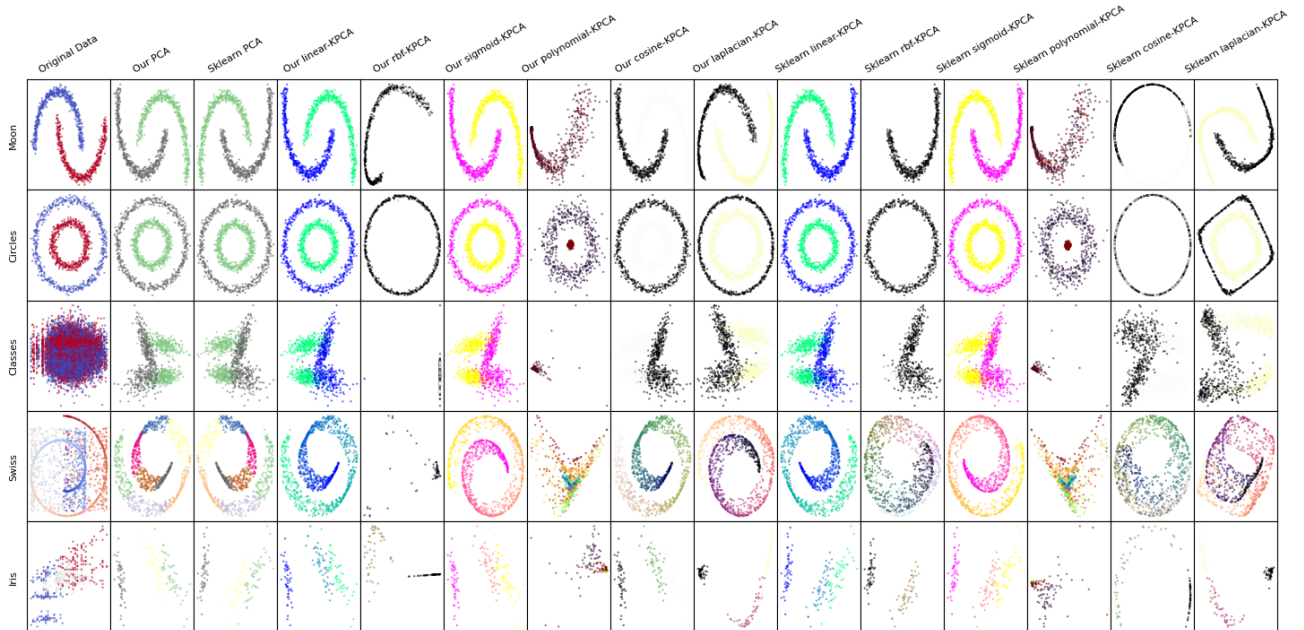 Original Data
Our PCA
Sklearn PCA
Our linear-KPCA
Our rbf-KPCA
Our sigmoid-KPCA
Our polynomial-KPCA
Our cosine-KPCA
Our laplacian-KPCA
Sklearn linear-KPCA
Sklearn rbf-KPCA
Sklearn sigmoid-KPCA
Sklearn polynomial-KPCA
Sklearn cosine-KPCA
Sklearn laplacian-KPCA
Moon
Circles
Classes
Swiss
Iris